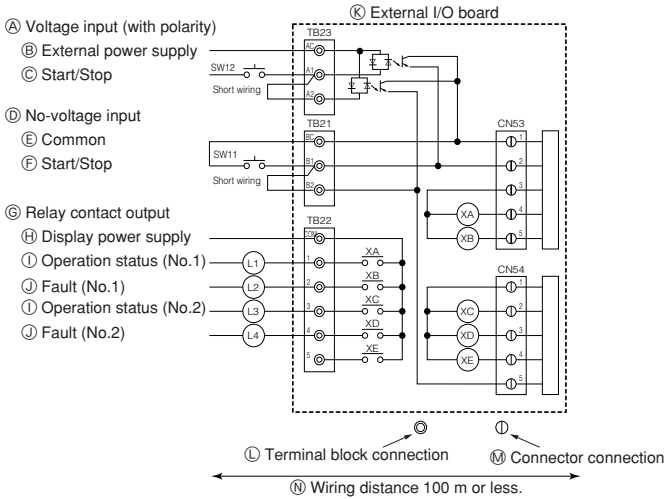 Ⓐ Voltage input (with polarity)
Ⓑ External power supply
Ⓒ Start/Stop
Ⓓ No-voltage input
Ⓔ Common
Ⓕ Start/Stop
Ⓖ Relay contact output
Ⓗ Display power supply
Ⓘ Operation status (No.1)
Ⓙ Fault (No.1)
Ⓘ Operation status (No.2)
Ⓙ Fault (No.2)
Ⓚ External I/O board
TB23
AC
SW12
A1
Short wiring
A2
TB21
BC
SW11
B1
Short wiring
B2
TB22
COM
L1
1
XA
L2
2
XB
L3
3
XC
L4
4
XD
5
XE
CN53
1
2
3
XA
4
XB
5
CN54
1
XC
2
XD
3
XE
4
5
Ⓛ Terminal block connection
Ⓜ Connector connection
Ⓝ Wiring distance 100 m or less.